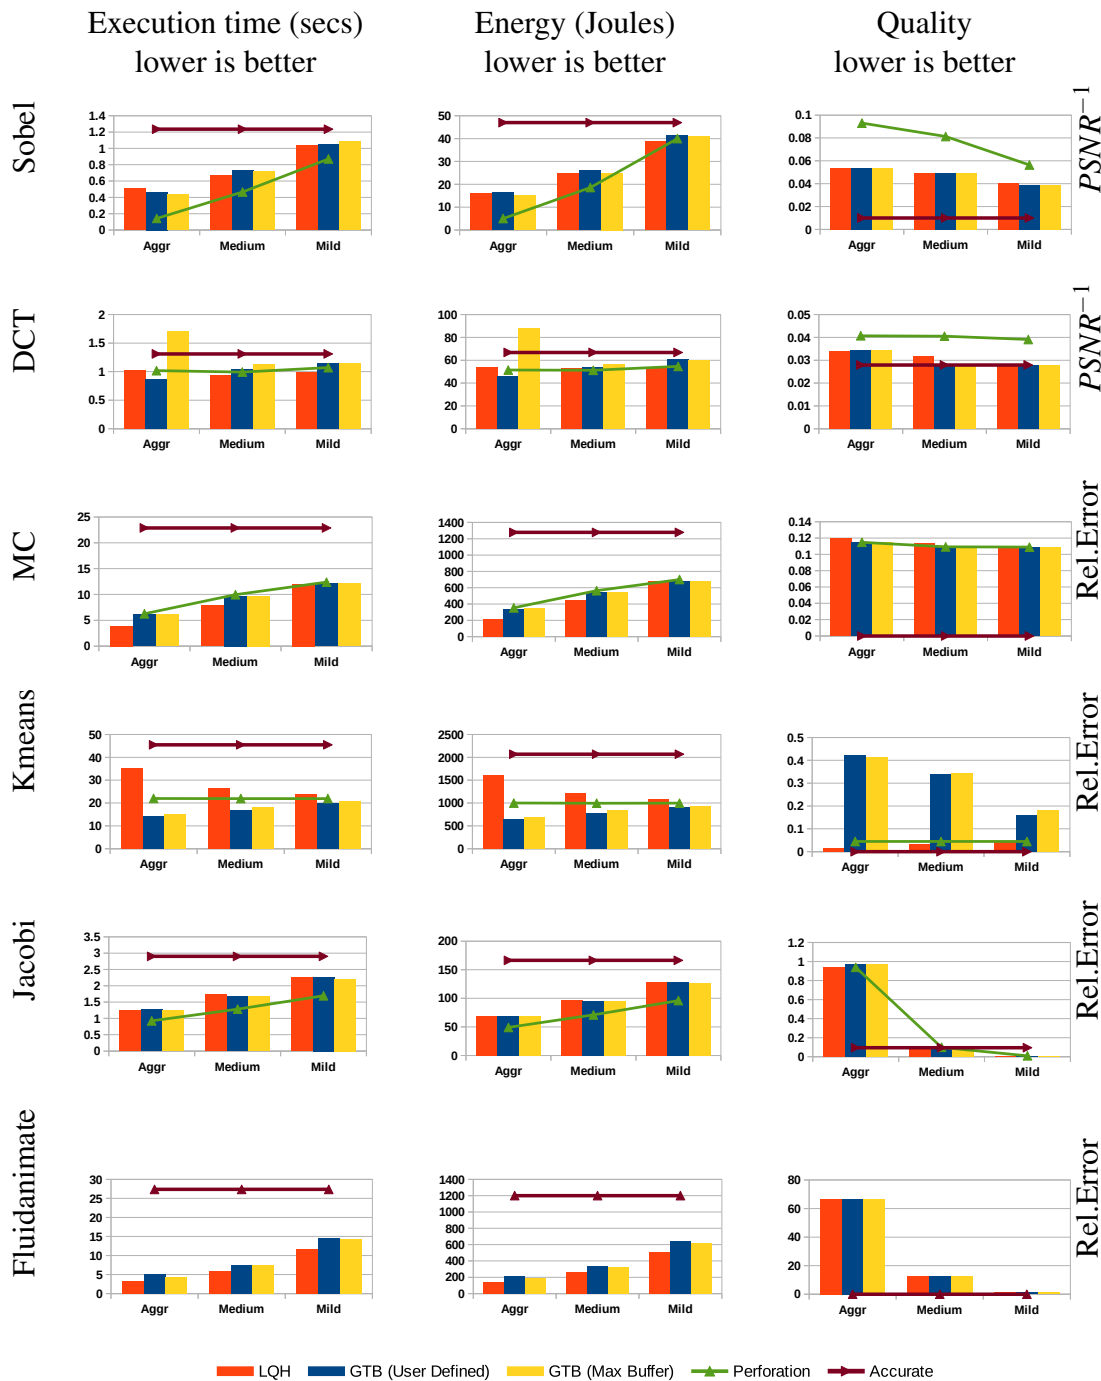 Execution time (secs)
lower is better
Energy (Joules)
lower is better
Quality
lower is better
Sobel
1.4
1.2
1
0.8
0.6
0.4
0.2
0
Aggr
Medium
Mild
50
40
30
20
10
0
Aggr
Medium
Mild
0.1
0.08
0.06
0.04
0.02
0
Aggr
Medium
Mild
PSNR−1
DCT
2
1.5
1
0.5
0
Aggr
Medium
Mild
100
80
60
40
20
0
Aggr
Medium
Mild
0.05
0.04
0.03
0.02
0.01
0
Aggr
Medium
Mild
PSNR−1
MC
25
20
15
10
5
0
Aggr
Medium
Mild
1400
1200
1000
800
600
400
200
0
Aggr
Medium
Mild
0.14
0.12
0.1
0.08
0.06
0.04
0.02
0
Aggr
Medium
Mild
Rel.Error
Kmeans
50
40
30
20
10
0
Aggr
Medium
Mild
2500
2000
1500
1000
500
0
Aggr
Medium
Mild
0.5
0.4
0.3
0.2
0.1
0
Aggr
Medium
Mild
Rel.Error
Jacobi
3.5
3
2.5
2
1.5
1
0.5
0
Aggr
Medium
Mild
200
150
100
50
0
Aggr
Medium
Mild
1.2
1
0.8
0.6
0.4
0.2
0
Aggr
Medium
Mild
Rel.Error
Fluidanimate
30
25
20
15
10
5
0
Aggr
Medium
Mild
1400
1200
1000
800
600
400
200
0
Aggr
Medium
Mild
80
60
40
20
0
Aggr
Medium
Mild
Rel.Error
LQH
GTB (User Defined)
GTB (Max Buffer)
Perforation
Accurate